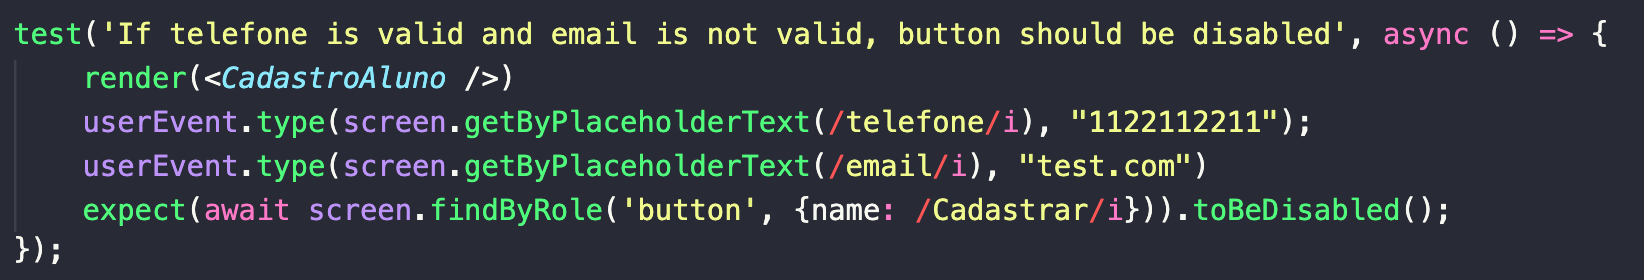 test('If telefone is valid and email is not valid, button should be disabled', async () => {
render(<CadastroAluno />)
userEvent.type(screen.getByPlaceholderText(/telefone/i), "1122112211");
userEvent.type(screen.getByPlaceholderText(/email/i), "test.com")
expect(await screen.findByRole('button', {name: /Cadastrar/i})).toBeDisabled();
});